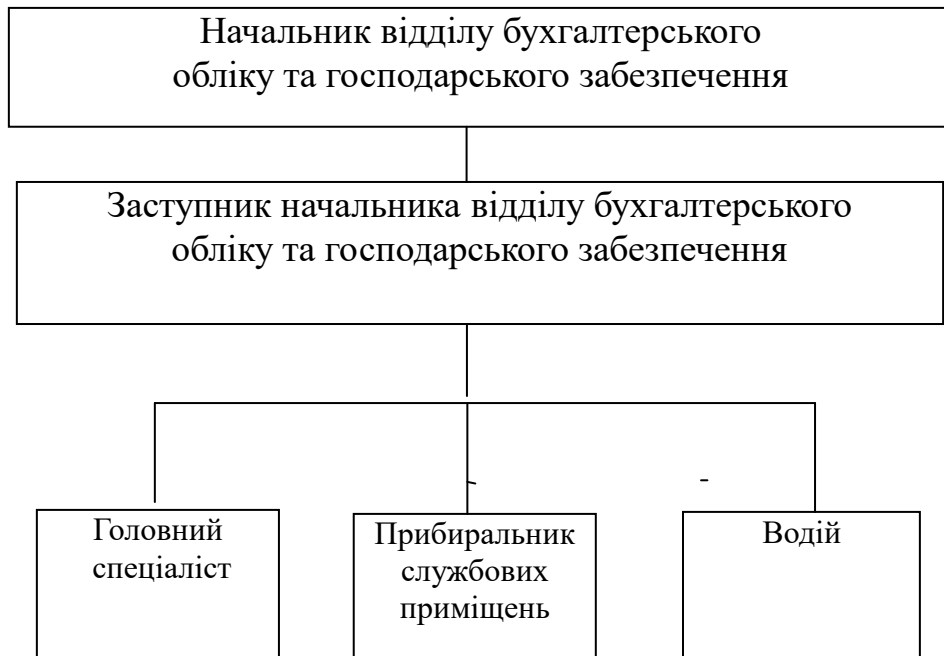 Начальник відділу бухгалтерського
обліку та господарського забезпечення
Заступник начальника відділу бухгалтерського
обліку та господарського забезпечення
Головний
спеціаліст
Прибиральник
службових
приміщень
Водій